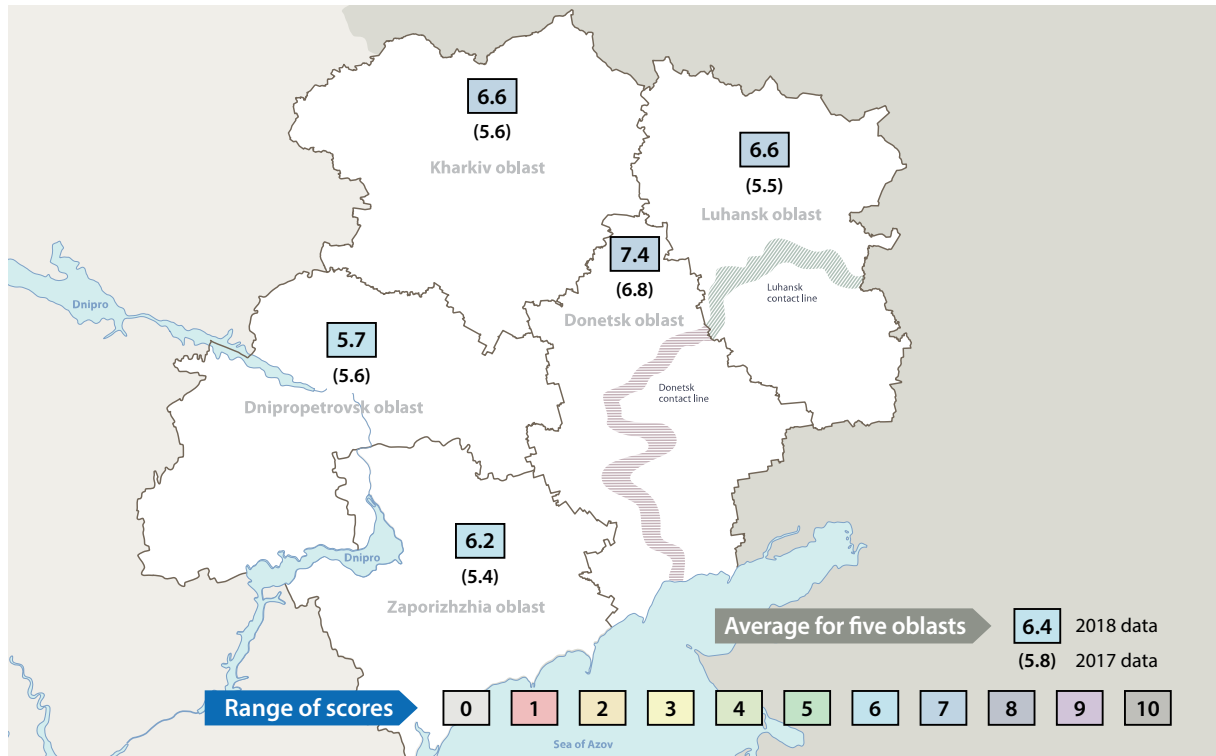 6.6
(5.6)
Kharkiv oblast
6.6
(5.5)
Luhansk oblast
7.4
(6.8)
Donetsk oblast
Luhansk
contact line
Dnipro
5.7
(5.6)
Dnipropetrovsk oblast
Donetsk
contact line
6.2
(5.4)
Zaporizhzhia oblast
Dnipro
Average for five oblasts
6.4 2018 data
(5.8) 2017 data
Range of scores
0 1 2 3 4 5 6 7 8 9 10
Sea of Azov